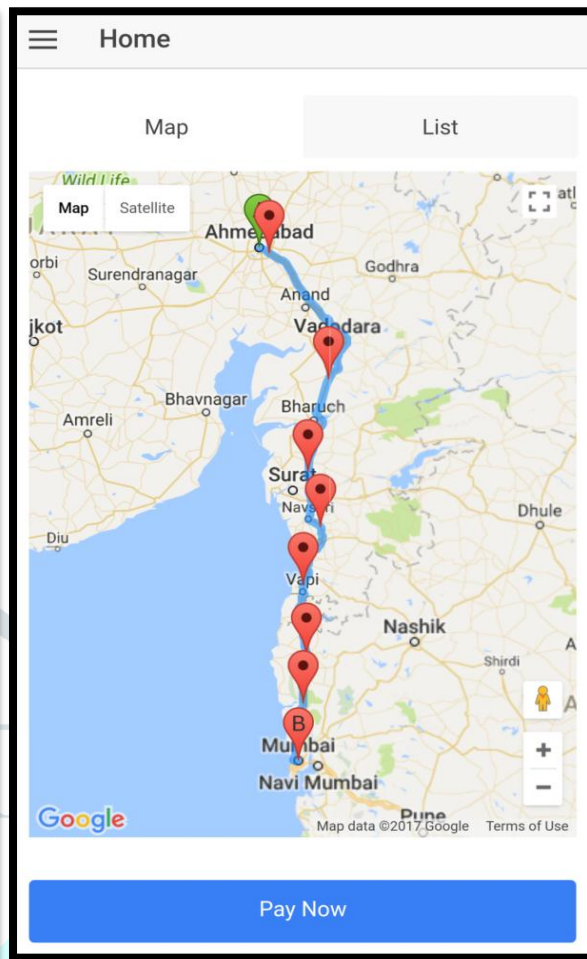 Home
Map List
Wild Life
Map Satellite
Ahmedabad
orbi
Surendranagar
Godhra
Anand
jkot
Vadodara
Bhavnagar
Bharuch
Amreli
Surat
Navsari
Dhule
Diu
Vapi
Nashik
A
Shirdi
A
B
Mumbai
Navi Mumbai
Google
Pune
Map data ©2017 Google Terms of Use
Pay Now